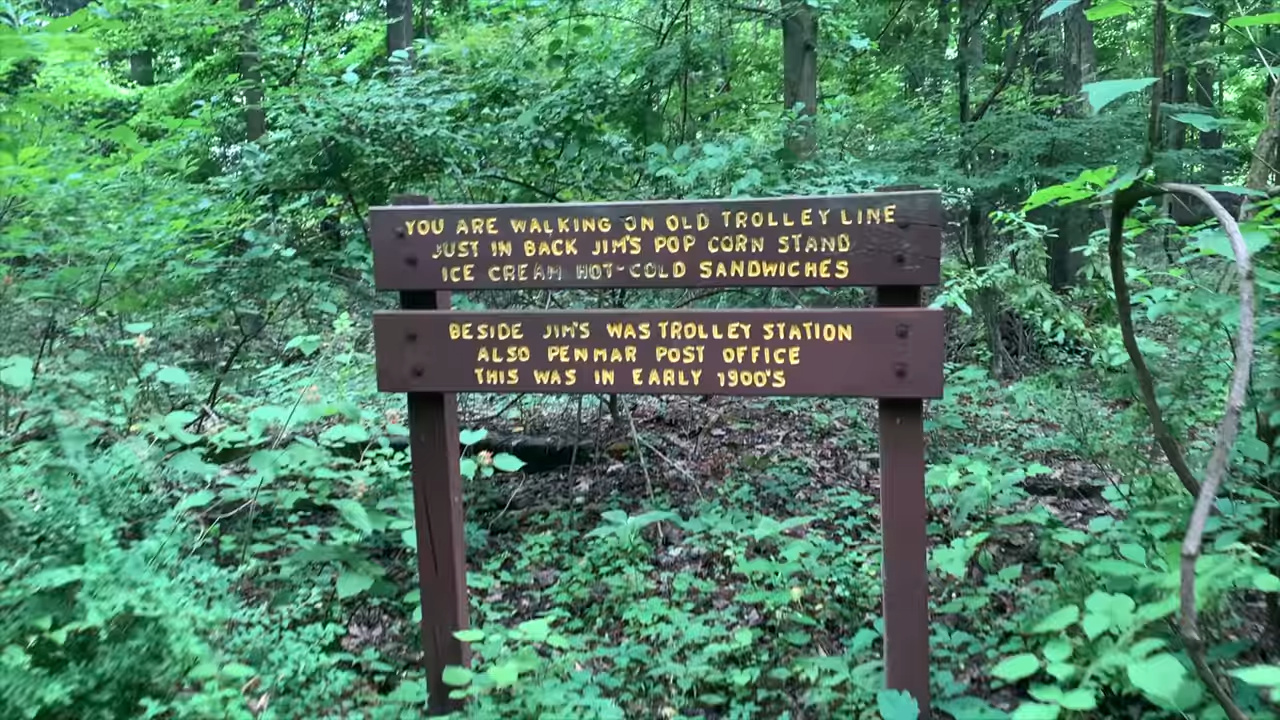 YOU ARE WALKING ON OLD TROLLEY LINE
JUST IN BACK JIM'S POP CORN STAND
ICE CREAM HOT-COLD SANDWICHES
BESIDE JIM'S WAS TROLLEY STATION
ALSO PENMAR POST OFFICE
THIS WAS IN EARLY 1900'S